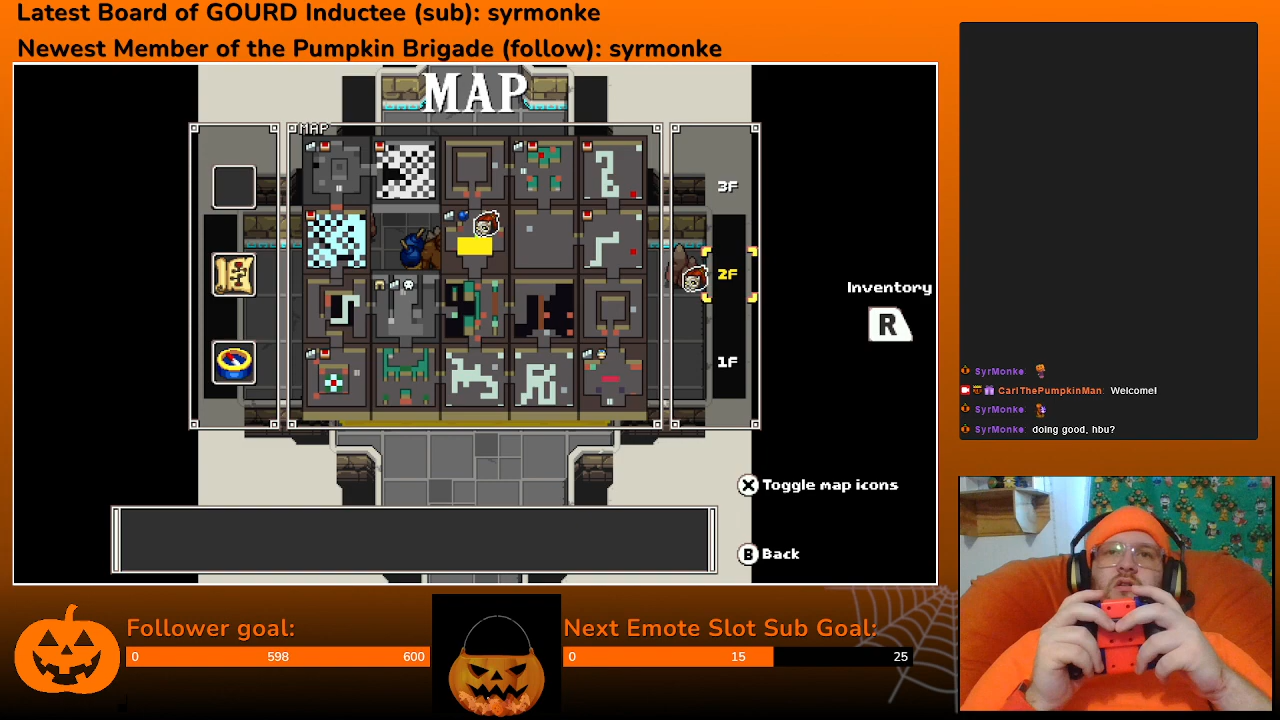 Latest Board of GOURD Inductee (sub): syrmonke
Newest Member of the Pumpkin Brigade (follow): syrmonke
MAP
MAP
3F
2F
1F
Inventory
R
X Toggle map icons
B Back
SyrMonke
CarlThePumpkinMan: Welcome!
SyrMonke
SyrMonke: doing good, hbu?
Follower goal:
0 598 600
Next Emote Slot Sub Goal:
0 15 25